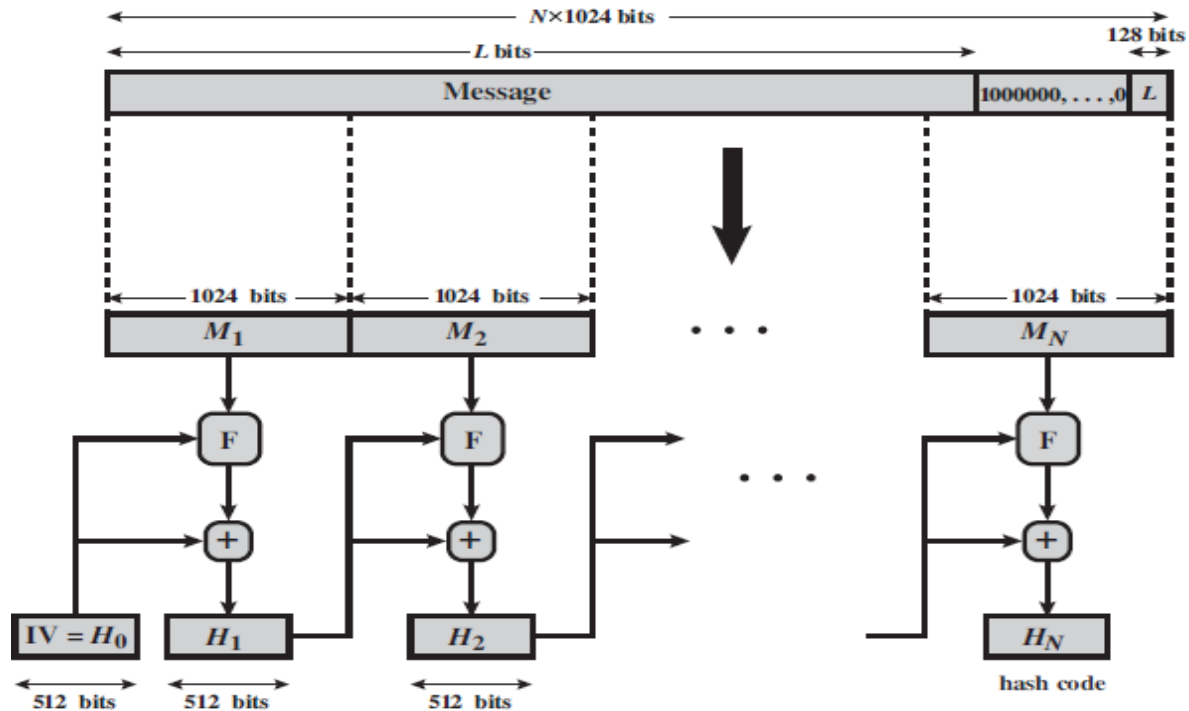 N×1024 bits
128 bits
L bits
Message 1000000, . . . ,0 L
1024 bits 1024 bits 1024 bits
M1 M2 . . . MN
F F F
. . .
+ + +
IV = H0 H1 H2 HN
512 bits 512 bits 512 bits hash code